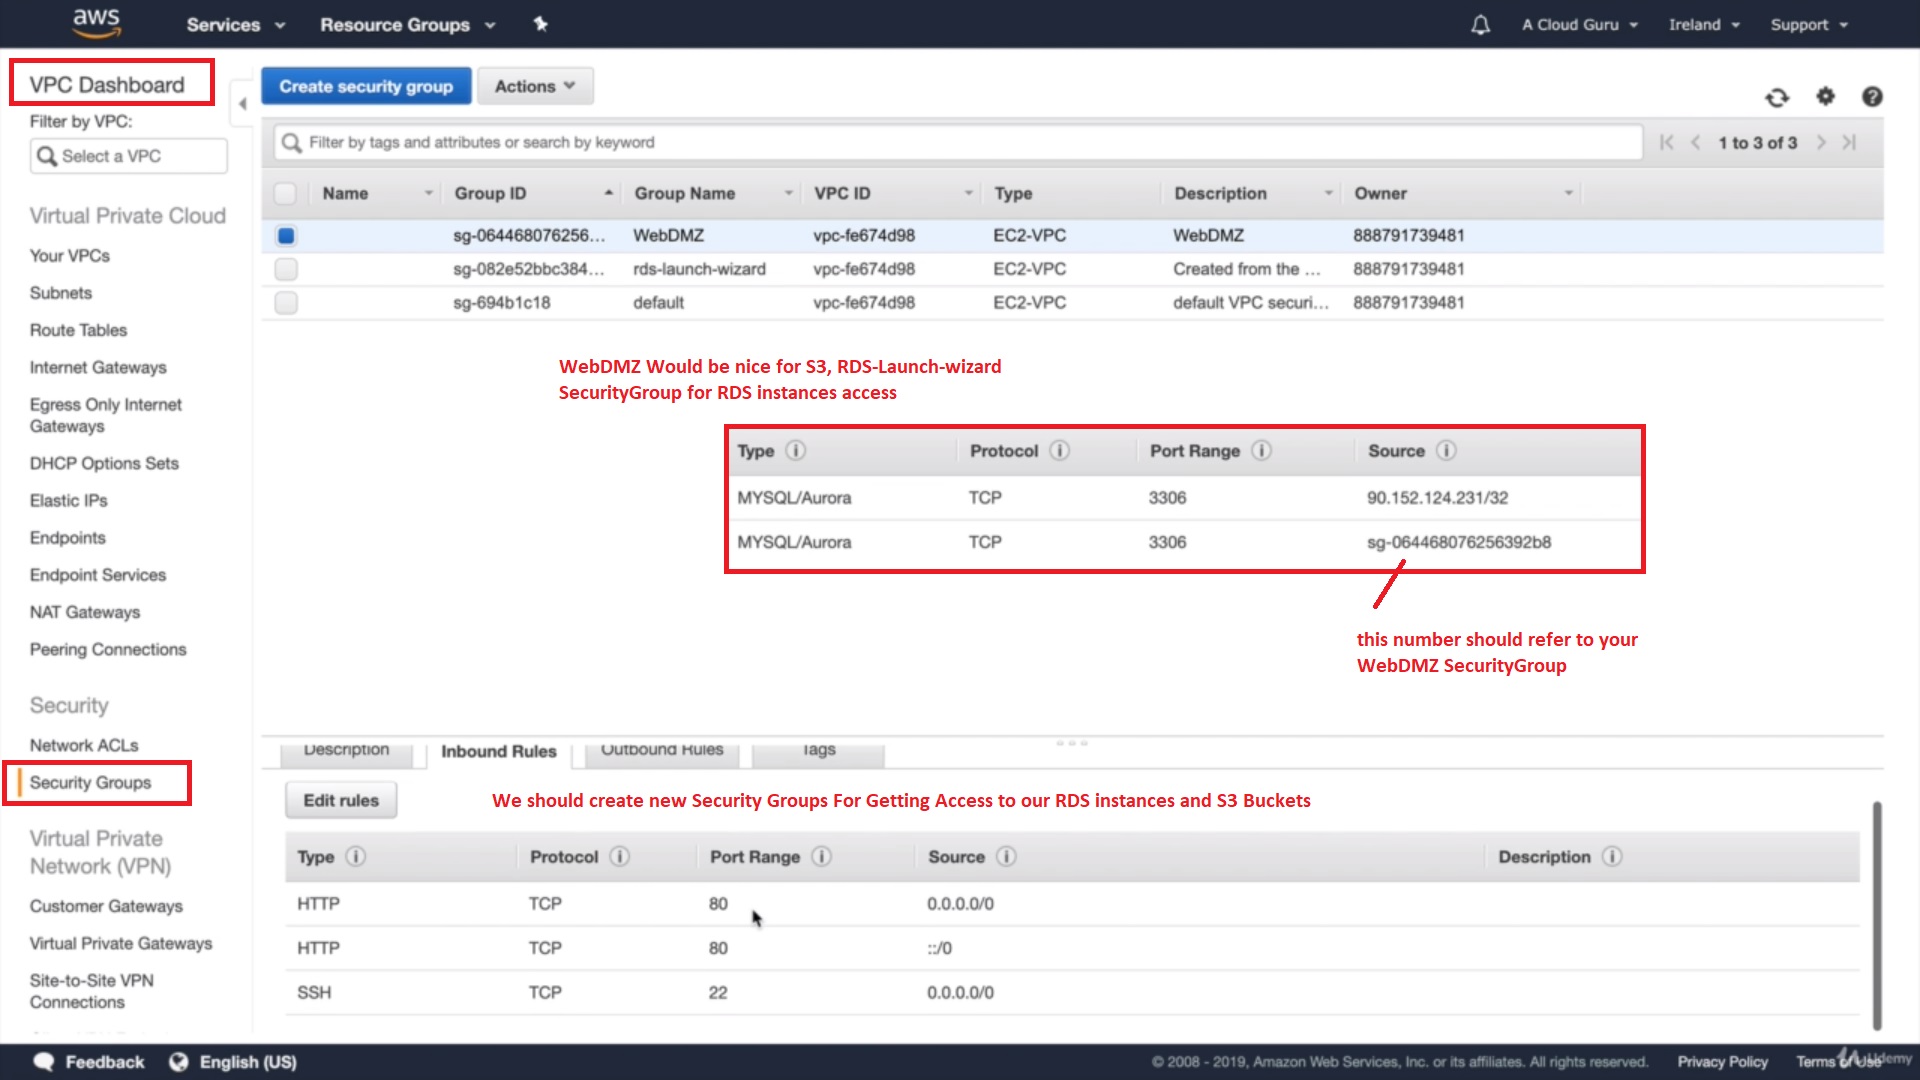 aws
Services
Resource Groups
A Cloud Guru
Ireland
Support
VPC Dashboard
Filter by VPC:
Select a VPC
Virtual Private Cloud
Your VPCs
Subnets
Route Tables
Internet Gateways
Egress Only Internet
Gateways
DHCP Options Sets
Elastic IPs
Endpoints
Endpoint Services
NAT Gateways
Peering Connections
Security
Network ACLs
Security Groups
Virtual Private
Network (VPN)
Customer Gateways
Virtual Private Gateways
Site-to-Site VPN
Connections
Create security group
Actions
Filter by tags and attributes or search by keyword
1 to 3 of 3
Name Group ID Group Name VPC ID Type Description Owner
sg-064468076256... WebDMZ vpc-fe674d98 EC2-VPC WebDMZ 888791739481
sg-082e52bbc384... rds-launch-wizard vpc-fe674d98 EC2-VPC Created from the ... 888791739481
sg-694b1c18 default vpc-fe674d98 EC2-VPC default VPC securi... 888791739481
WebDMZ Would be nice for S3, RDS-Launch-wizard
SecurityGroup for RDS instances access
Type Protocol Port Range Source
MYSQL/Aurora TCP 3306 90.152.124.231/32
MYSQL/Aurora TCP 3306 sg-064468076256392b8
this number should refer to your
WebDMZ SecurityGroup
Description Inbound Rules Outbound Rules Tags
Edit rules
We should create new Security Groups For Getting Access to our RDS instances and S3 Buckets
Type Protocol Port Range Source Description
HTTP TCP 80 0.0.0.0/0
HTTP TCP 80 ::/0
SSH TCP 22 0.0.0.0/0
Feedback
English (US)
© 2008 - 2019, Amazon Web Services, Inc. or its affiliates. All rights reserved.
Privacy Policy
Terms of Use
Udemy